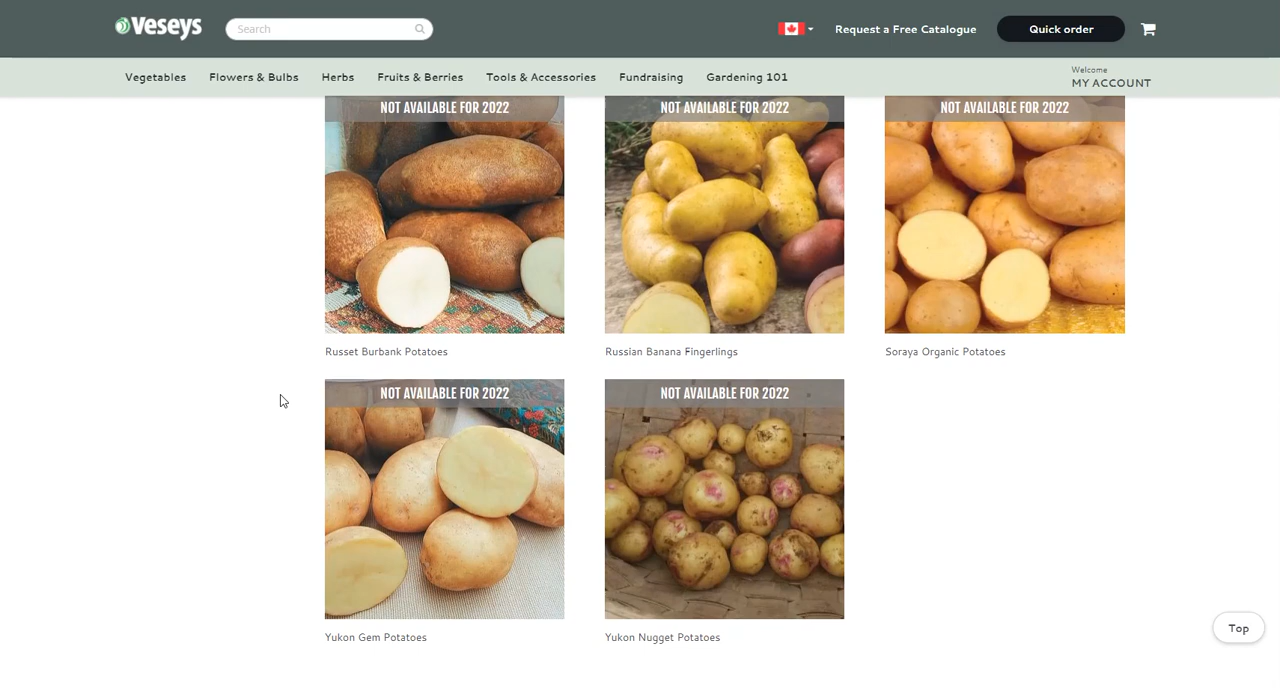 Veseys
Search
Request a Free Catalogue
Quick order
Vegetables
Flowers & Bulbs
Herbs
Fruits & Berries
Tools & Accessories
Fundraising
Gardening 101
Welcome
MY ACCOUNT
NOT AVAILABLE FOR 2022
NOT AVAILABLE FOR 2022
NOT AVAILABLE FOR 2022
Russet Burbank Potatoes
Russian Banana Fingerlings
Soraya Organic Potatoes
NOT AVAILABLE FOR 2022
NOT AVAILABLE FOR 2022
Yukon Gem Potatoes
Yukon Nugget Potatoes
Top